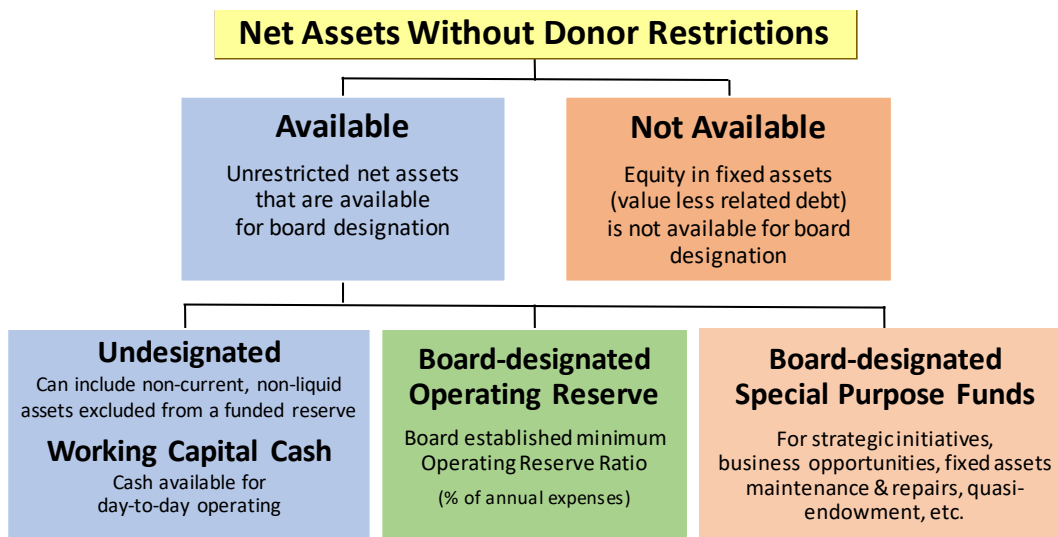 Net Assets Without Donor Restrictions
Available
Unrestricted net assets
that are available
for board designation
Not Available
Equity in fixed assets
(value less related debt)
is not available for board
designation
Undesignated
Can include non-current, non-liquid
assets excluded from a funded reserve
Working Capital Cash
Cash available for
day-to-day operating
Board-designated
Operating Reserve
Board established minimum
Operating Reserve Ratio
(% of annual expenses)
Board-designated
Special Purpose Funds
For strategic initiatives,
business opportunities, fixed assets
maintenance & repairs, quasi-
endowment, etc.